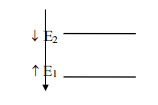 ↓ E₂
↑ E₁